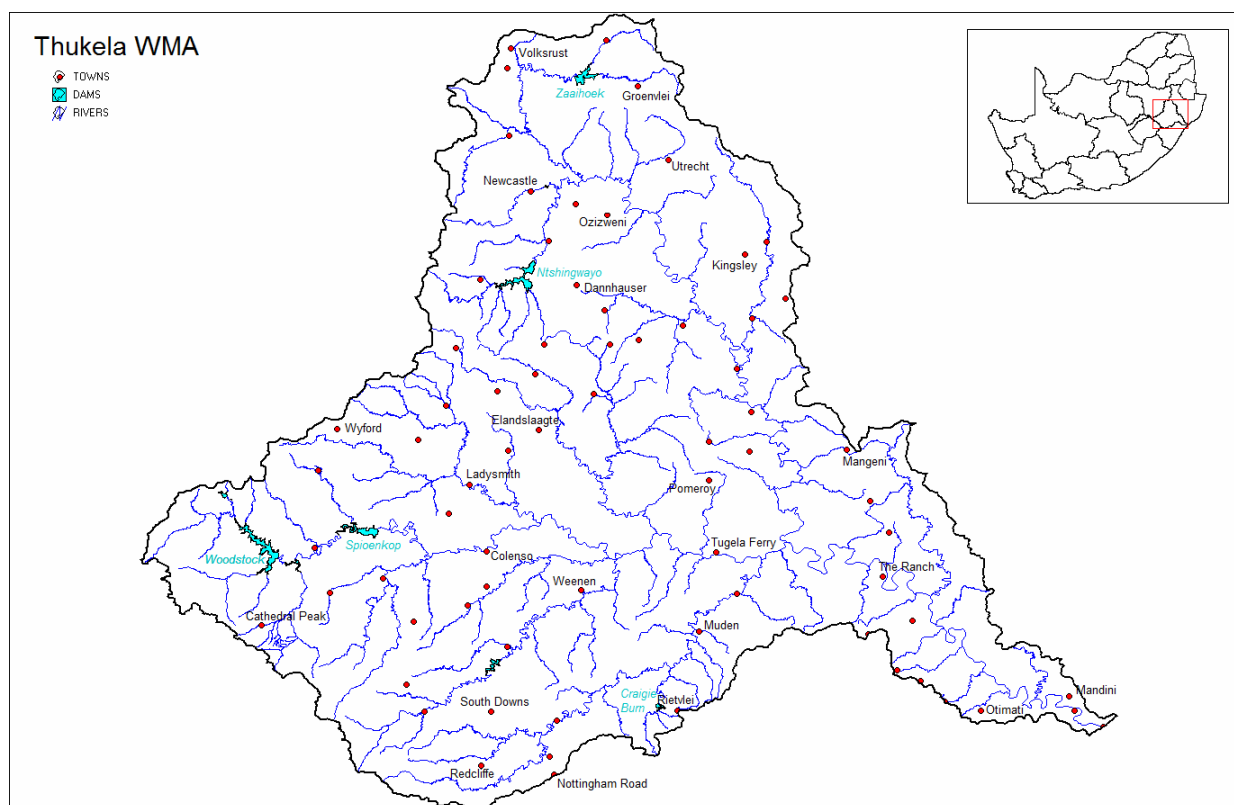 Thukela WMA
TOWNS
DAMS
RIVERS
Volksrust
Zaaihoek
Groenvlei
Utrecht
Newcastle
Ozizweni
Kingsley
Ntshingwayo
Dannhauser
Elandslaagte
Wyford
Mangeni
Ladysmith
Pomeroy
Spioenkop
Woodstock
Colenso
Tugela Ferry
The Ranch
Weenen
Cathedral Peak
Muden
Craigie
Burn
Rietvlei
South Downs
Mandini
Otimati
Redcliffe
Nottingham Road